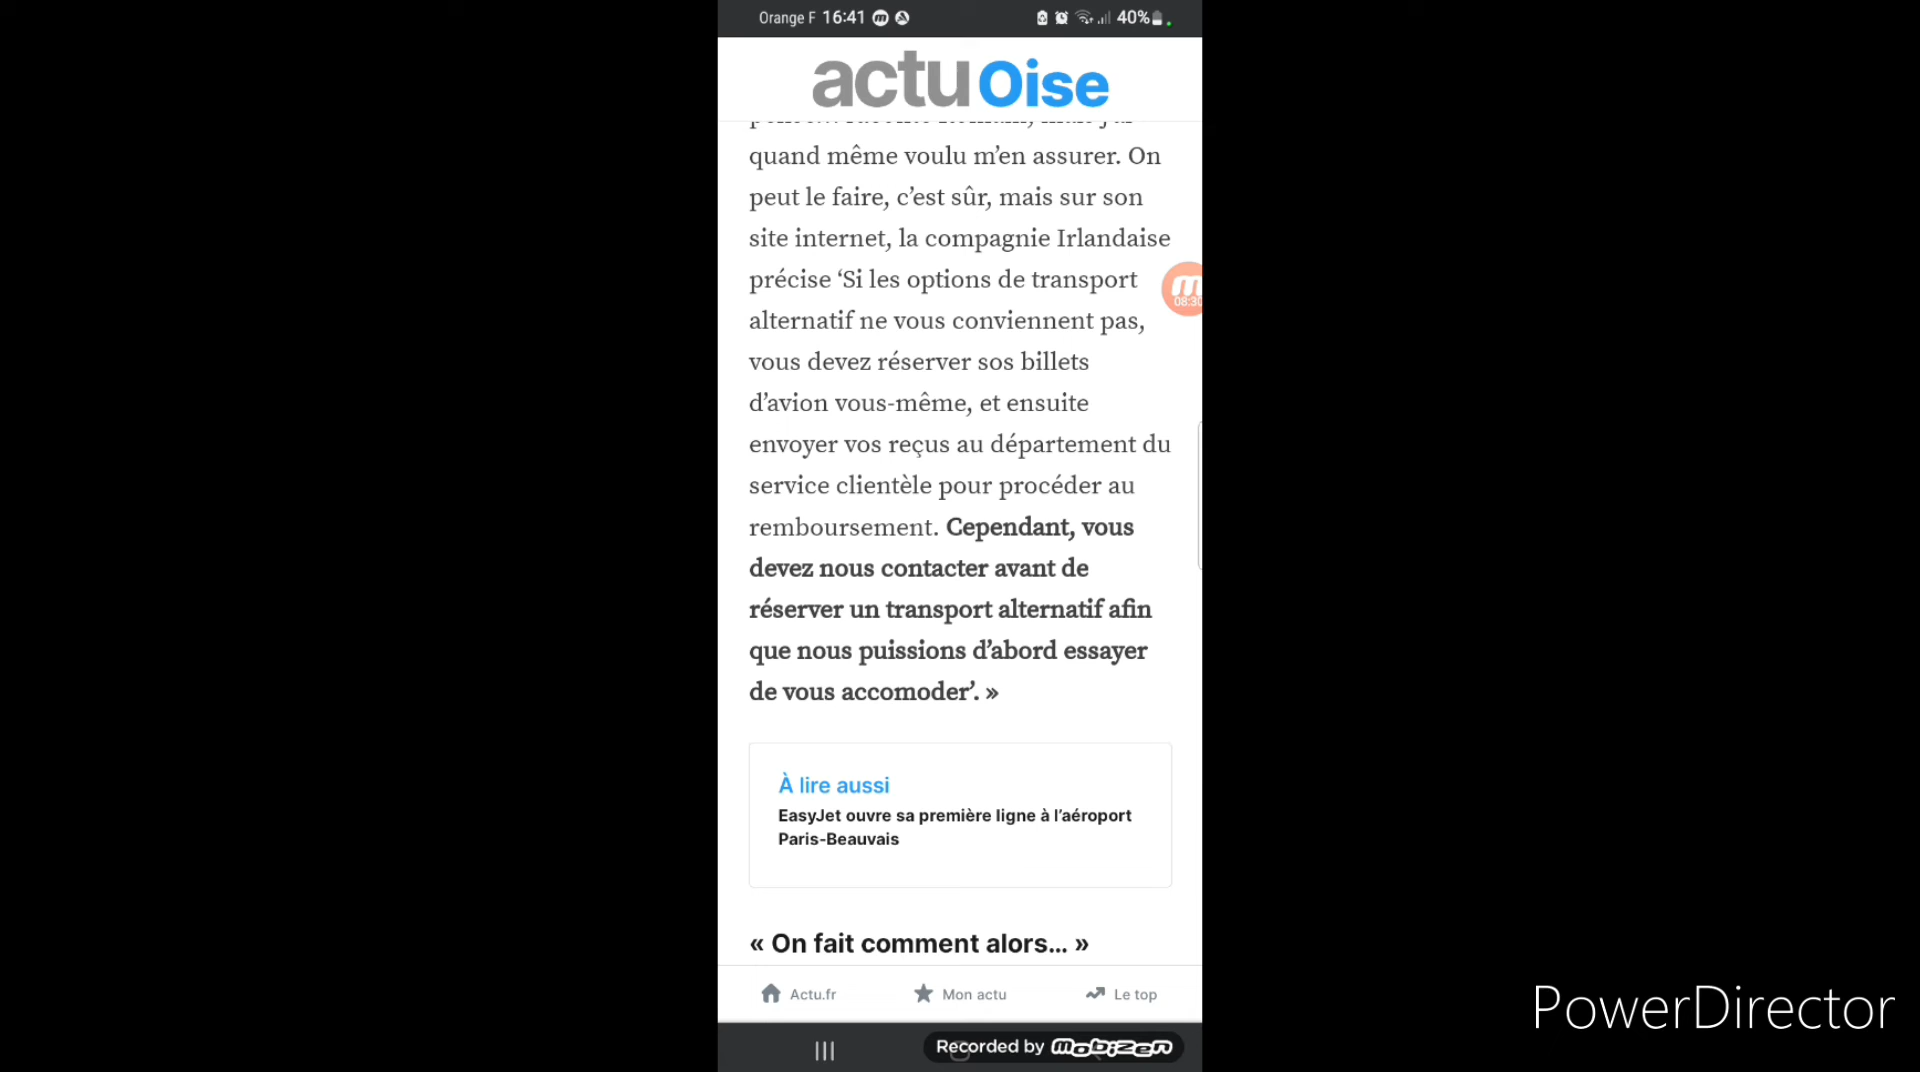 Orange F 16:41
40%
actu Oise
quand même voulu m’en assurer. On
peut le faire, c’est sûr, mais sur son
site internet, la compagnie Irlandaise
précise ‘Si les options de transport
alternatif ne vous conviennent pas,
vous devez réserver sos billets
d’avion vous-même, et ensuite
envoyer vos reçus au département du
service clientèle pour procéder au
remboursement. Cependant, vous
devez nous contacter avant de
réserver un transport alternatif afin
que nous puissions d’abord essayer
de vous accomoder’. »
08:30
À lire aussi
EasyJet ouvre sa première ligne à l’aéroport
Paris-Beauvais
« On fait comment alors... »
Actu.fr
Mon actu
Le top
Recorded by mobizen
PowerDirector